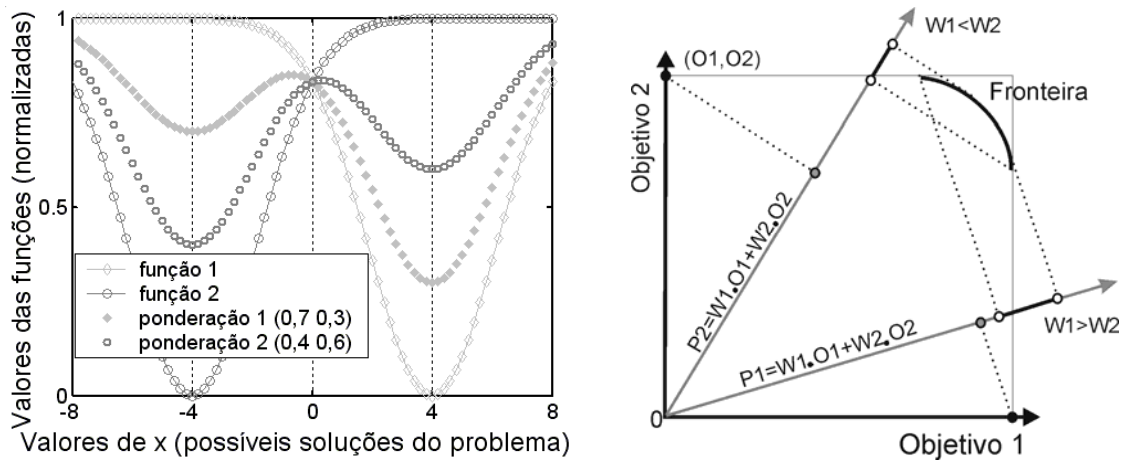 Valores das funções (normalizadas)
1
0.5
0
função 1
função 2
ponderação 1 (0,7 0,3)
ponderação 2 (0,4 0,6)
-8
-4
0
4
8
Valores de x (possíveis soluções do problema)
W1<W2
(O1,O2)
Fronteira
Objetivo 2
P2=W1.O1+W2.O2
P1=W1.O1+W2.O2
W1>W2
0
Objetivo 1